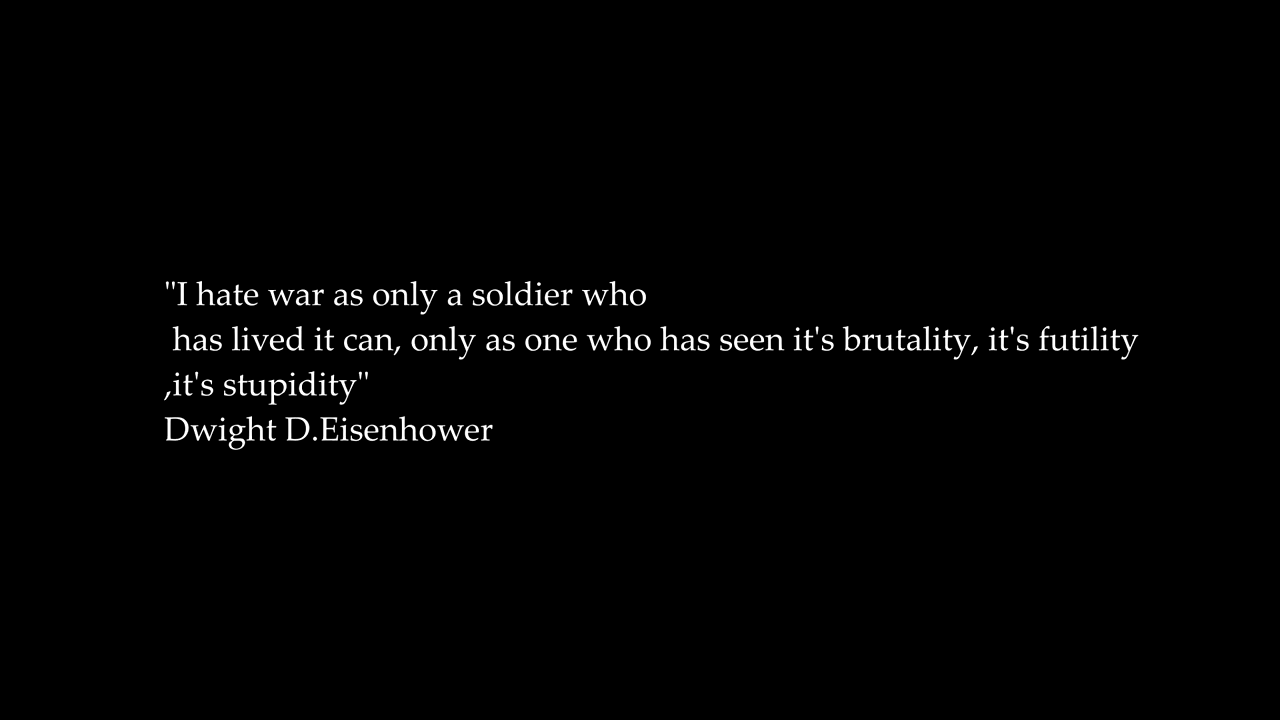 "I hate war as only a soldier who
has lived it can, only as one who has seen it's brutality, it's futility
,it's stupidity"
Dwight D.Eisenhower